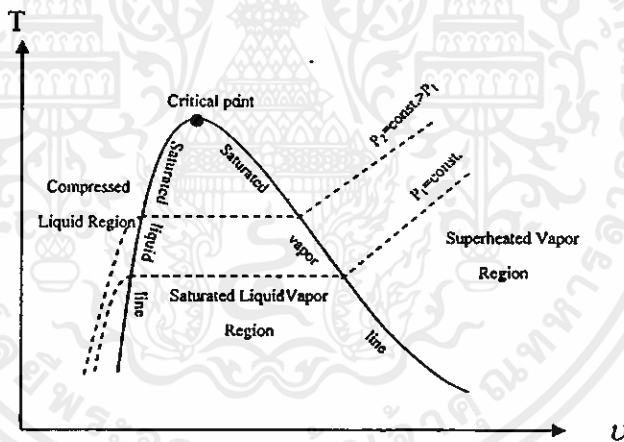 T
Critical point
P2=const.>P1
P1=const.
Saturated
liquid
line
Saturated
vapor
line
Compressed
Liquid Region
Superheated Vapor
Region
Saturated LiquidVapor
Region
υ